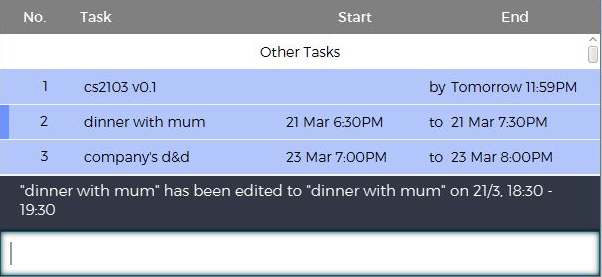 No. Task Start End
Other Tasks
1 cs2103 v0.1 by Tomorrow 11:59PM
2 dinner with mum 21 Mar 6:30PM to 21 Mar 7:30PM
3 company's d&d 23 Mar 7:00PM to 23 Mar 8:00PM
"dinner with mum" has been edited to "dinner with mum" on 21/3, 18:30 -
19:30